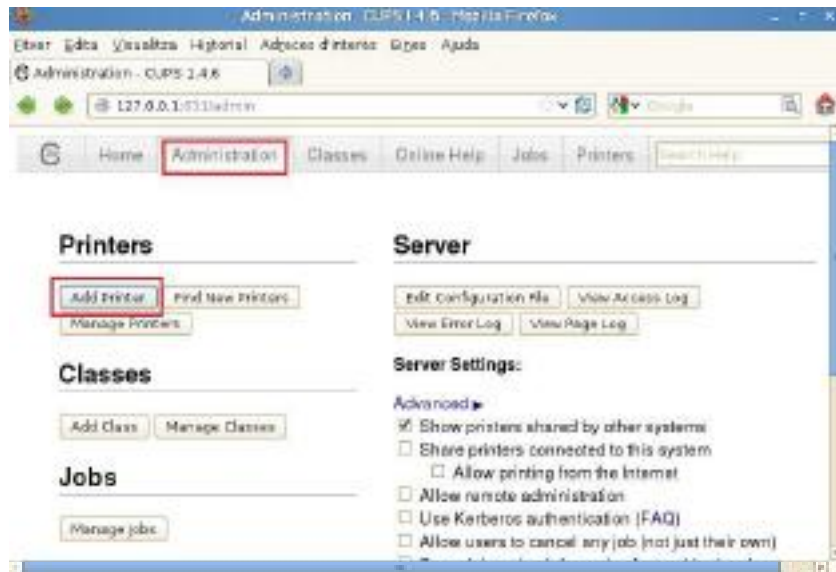 Administration - CUPS 1.4.6 - Mozilla Firefox
Fitxer Edita Visualitza Historial Adreces d'interès Eines Ajuda
Administration - CUPS 1.4.6
127.0.0.1:631/admin
Google
Home Administration Classes Online Help Jobs Printers Search Help
Printers
Add Printer Find New Printers
Manage Printers
Classes
Add Class Manage Classes
Jobs
Manage Jobs
Server
Edit Configuration File View Access Log
View Error Log View Page Log
Server Settings:
Advanced ▶
Show printers shared by other systems
Share printers connected to this system
Allow printing from the Internet
Allow remote administration
Use Kerberos authentication (FAQ)
Allow users to cancel any job (not just their own)